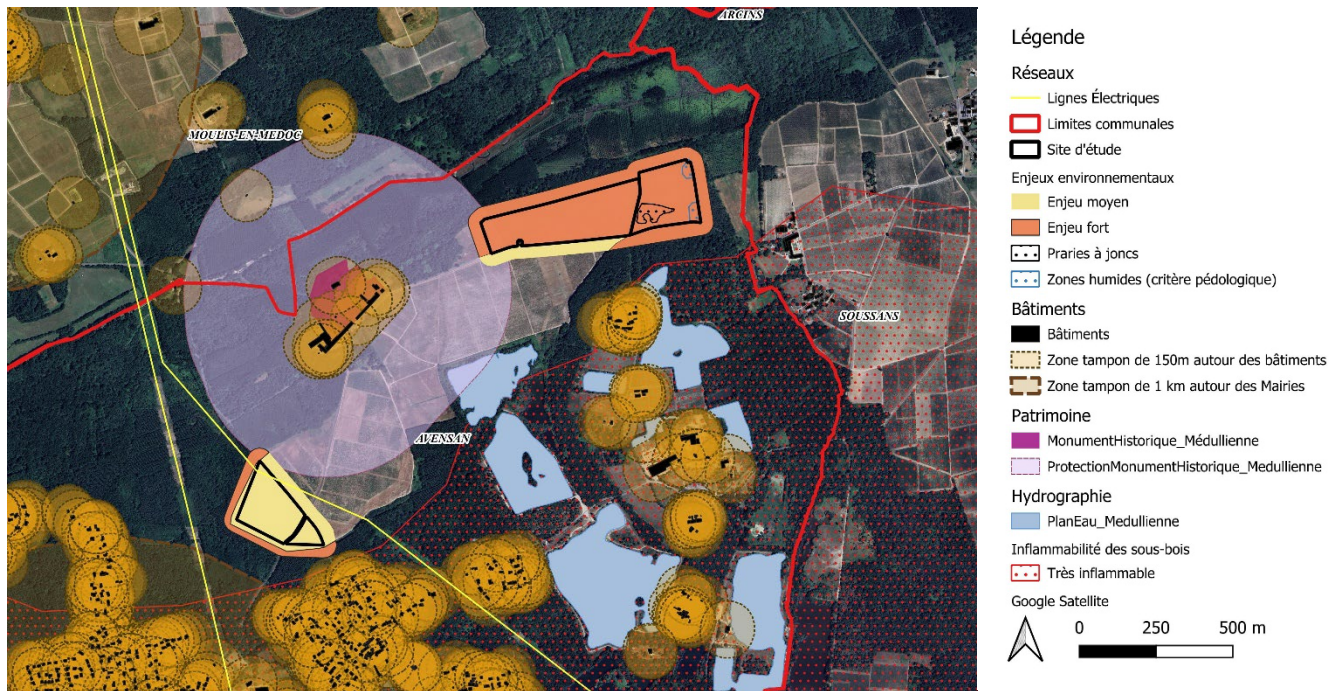 ARCINS
MOULIS-EN-MEDOC
SOUSSANS
AVENSAN
Légende
Réseaux
Lignes Électriques
Limites communales
Site d'étude
Enjeux environnementaux
Enjeu moyen
Enjeu fort
Praries à joncs
Zones humides (critère pédologique)
Bâtiments
Bâtiments
Zone tampon de 150m autour des bâtiments
Zone tampon de 1 km autour des Mairies
Patrimoine
MonumentHistorique_Médullienne
ProtectionMonumentHistorique_Medullienne
Hydrographie
PlanEau_Medullienne
Inflammabilité des sous-bois
Très inflammable
Google Satellite
0 250 500 m